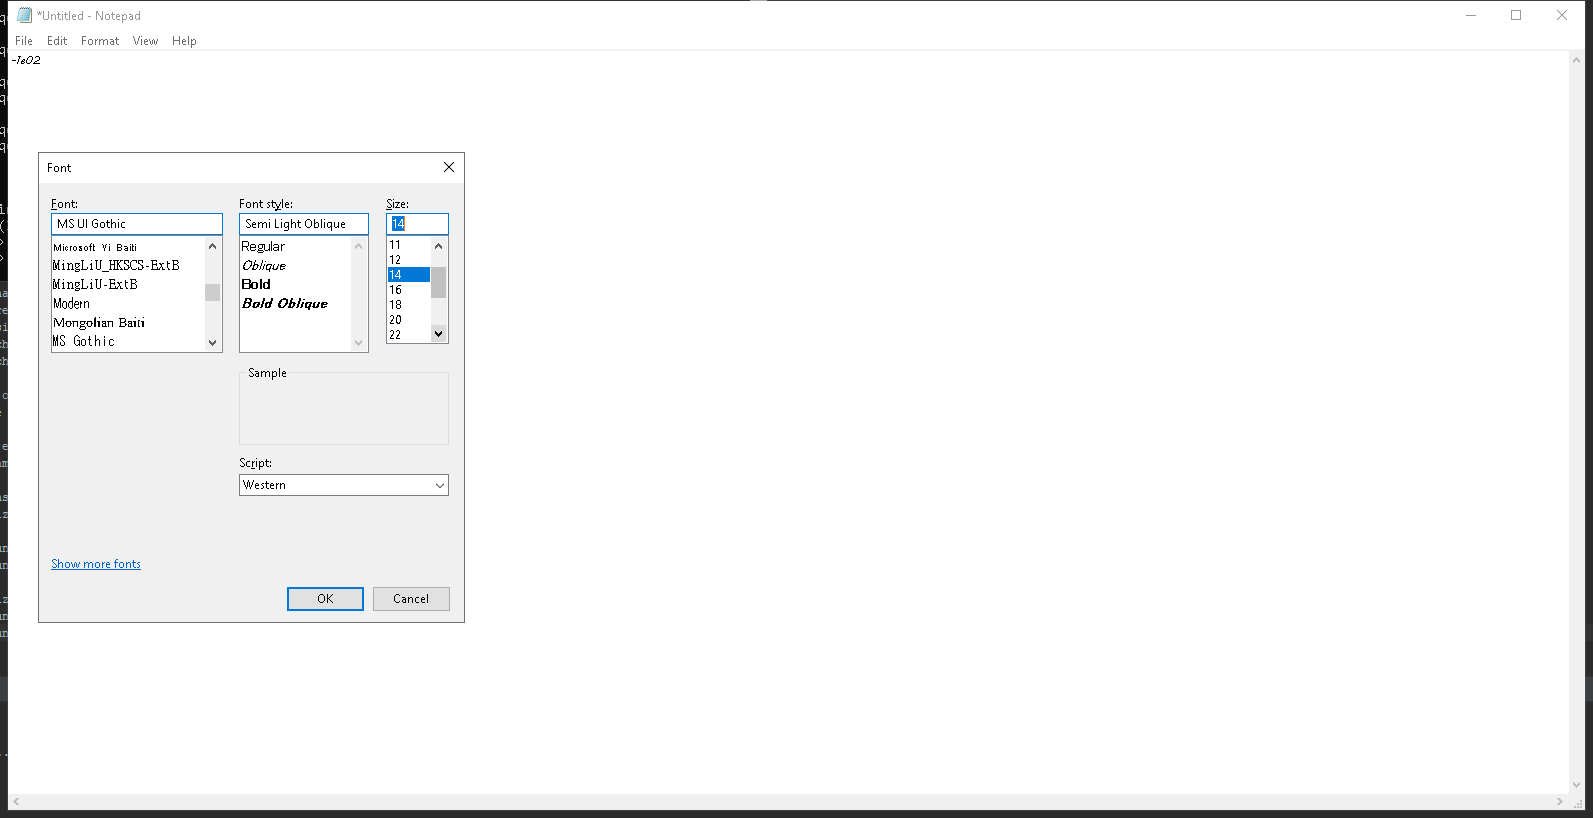 *Untitled - Notepad
File Edit Format View Help
-1e02
Font
Font: Font style: Size:
MS UI Gothic Semi Light Oblique 14
Microsoft Yi Baiti
MingLiU_HKSCS-ExtB
MingLiU-ExtB
Modern
Mongolian Baiti
MS Gothic
Regular
Oblique
Bold
Bold Oblique
11
12
14
16
18
20
22
Sample
Script:
Western
Show more fonts
OK Cancel